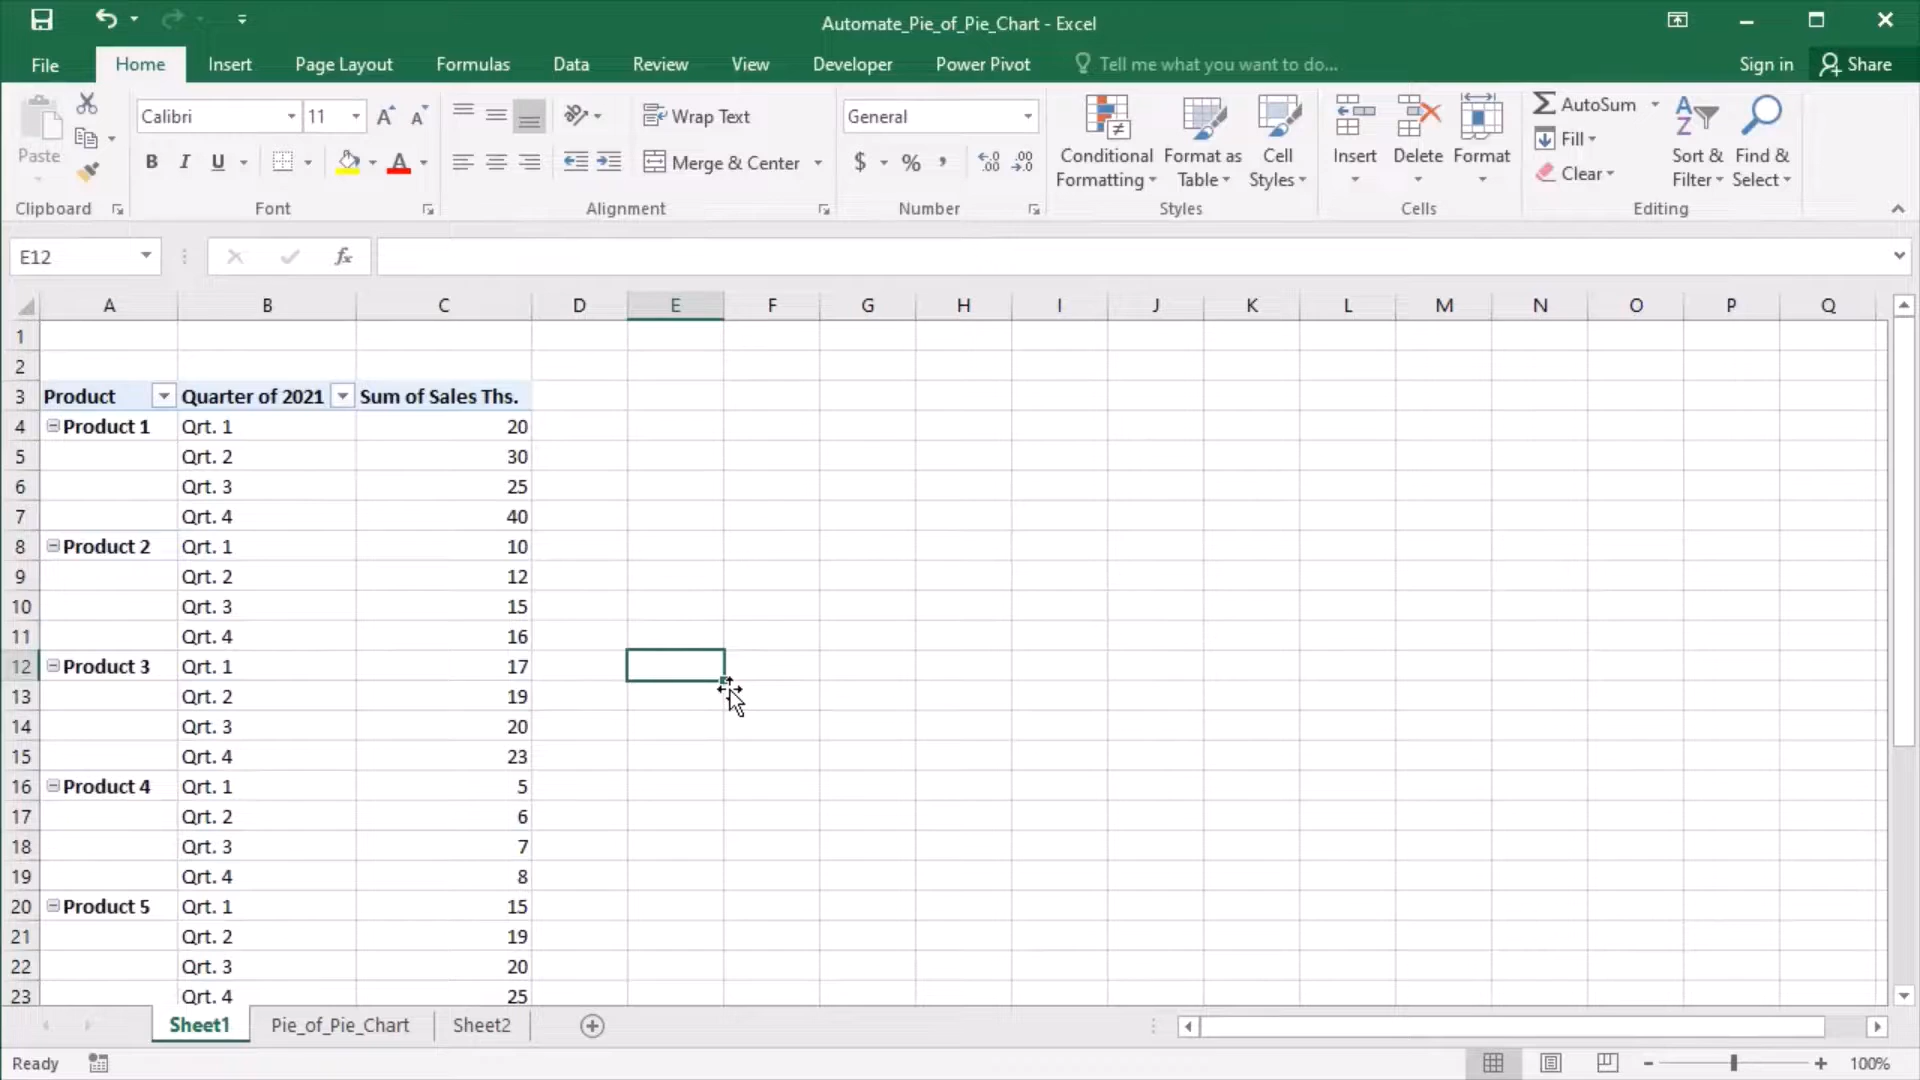 Automate_Pie_of_Pie_Chart - Excel
File Home Insert Page Layout Formulas Data Review View Developer Power Pivot Tell me what you want to do... Sign in Share
Paste
Clipboard
Calibri 11
B I U A
Font
Wrap Text
Merge & Center
Alignment
General
$ % ,
Number
Conditional Formatting
Format as Table
Cell Styles
Styles
Insert Delete Format
Cells
AutoSum
Fill
Clear
Sort & Filter
Find & Select
Editing
E12 fx
A B C D E F G H I J K L M N O P Q
1
2
3 Product Quarter of 2021 Sum of Sales Ths.
4 Product 1 Qrt. 1 20
5 Qrt. 2 30
6 Qrt. 3 25
7 Qrt. 4 40
8 Product 2 Qrt. 1 10
9 Qrt. 2 12
10 Qrt. 3 15
11 Qrt. 4 16
12 Product 3 Qrt. 1 17
13 Qrt. 2 19
14 Qrt. 3 20
15 Qrt. 4 23
16 Product 4 Qrt. 1 5
17 Qrt. 2 6
18 Qrt. 3 7
19 Qrt. 4 8
20 Product 5 Qrt. 1 15
21 Qrt. 2 19
22 Qrt. 3 20
23 Qrt. 4 25
Sheet1 Pie_of_Pie_Chart Sheet2
Ready 100%